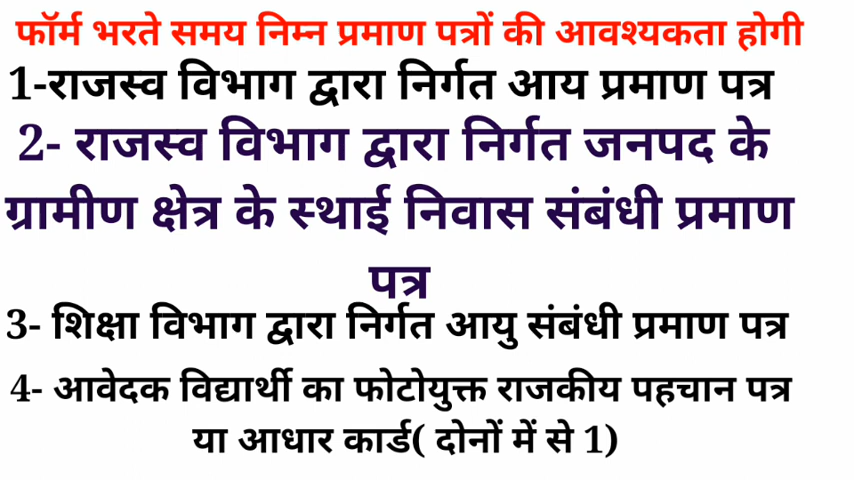 फॉर्म भरते समय निम्न प्रमाण पत्रों की आवश्यकता होगी
1-राजस्व विभाग द्वारा निर्गत आय प्रमाण पत्र
2- राजस्व विभाग द्वारा निर्गत जनपद के
ग्रामीण क्षेत्र के स्थाई निवास संबंधी प्रमाण
पत्र
3- शिक्षा विभाग द्वारा निर्गत आयु संबंधी प्रमाण पत्र
4- आवेदक विद्यार्थी का फोटोयुक्त राजकीय पहचान पत्र
या आधार कार्ड( दोनों में से 1)